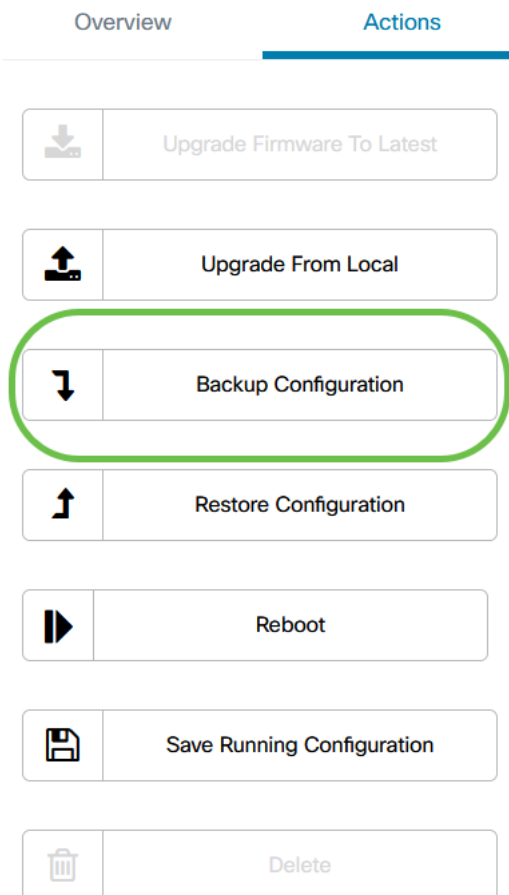 Overview Actions
Upgrade Firmware To Latest
Upgrade From Local
Backup Configuration
Restore Configuration
Reboot
Save Running Configuration
Delete